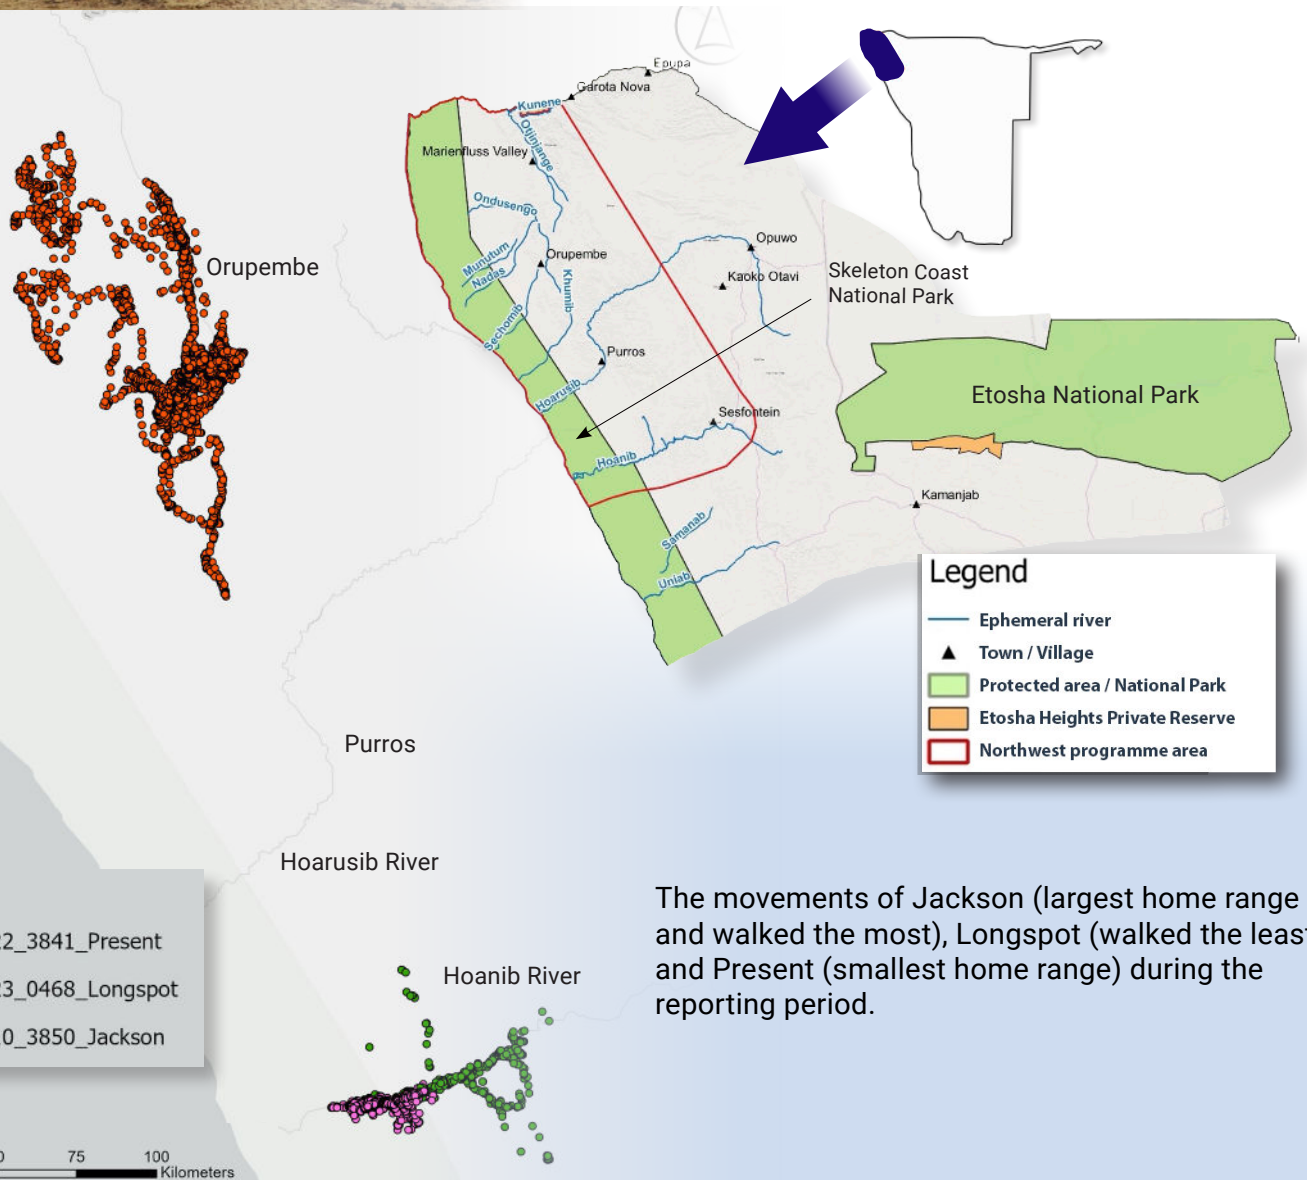 Epupa
Garota Nova
Kunene
Otjinjange
Marienfluss Valley
Ondusengo
Opuwo
Munutum
Orupembe
Nadas
Khumib
Kaoko Otavi
Skeleton Coast
National Park
Orupembe
Sechomib
Purros
Hoarusib
Etosha National Park
Sesfontein
Hoanib
Kamanjab
Samanab
Uniab
Legend
Ephemeral river
Town / Village
Protected area / National Park
Etosha Heights Private Reserve
Northwest programme area
Purros
Hoarusib River
Hoanib River
2_3841_Present
3_0468_Longspot
0_3850_Jackson
75 100
Kilometers
The movements of Jackson (largest home range
and walked the most), Longspot (walked the least
and Present (smallest home range) during the
reporting period.